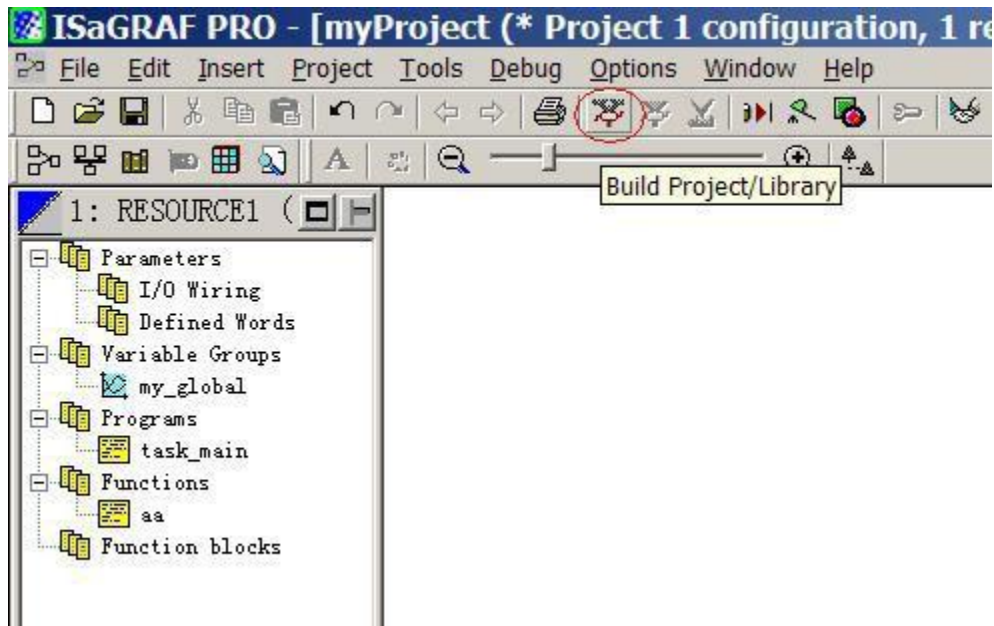 ISaGRAF PRO - [myProject (* Project 1 configuration, 1 re
File Edit Insert Project Tools Debug Options Window Help
A
Build Project/Library
1: RESOURCE1 (
Parameters
I/O Wiring
Defined Words
Variable Groups
my_global
Programs
task_main
Functions
aa
Function blocks